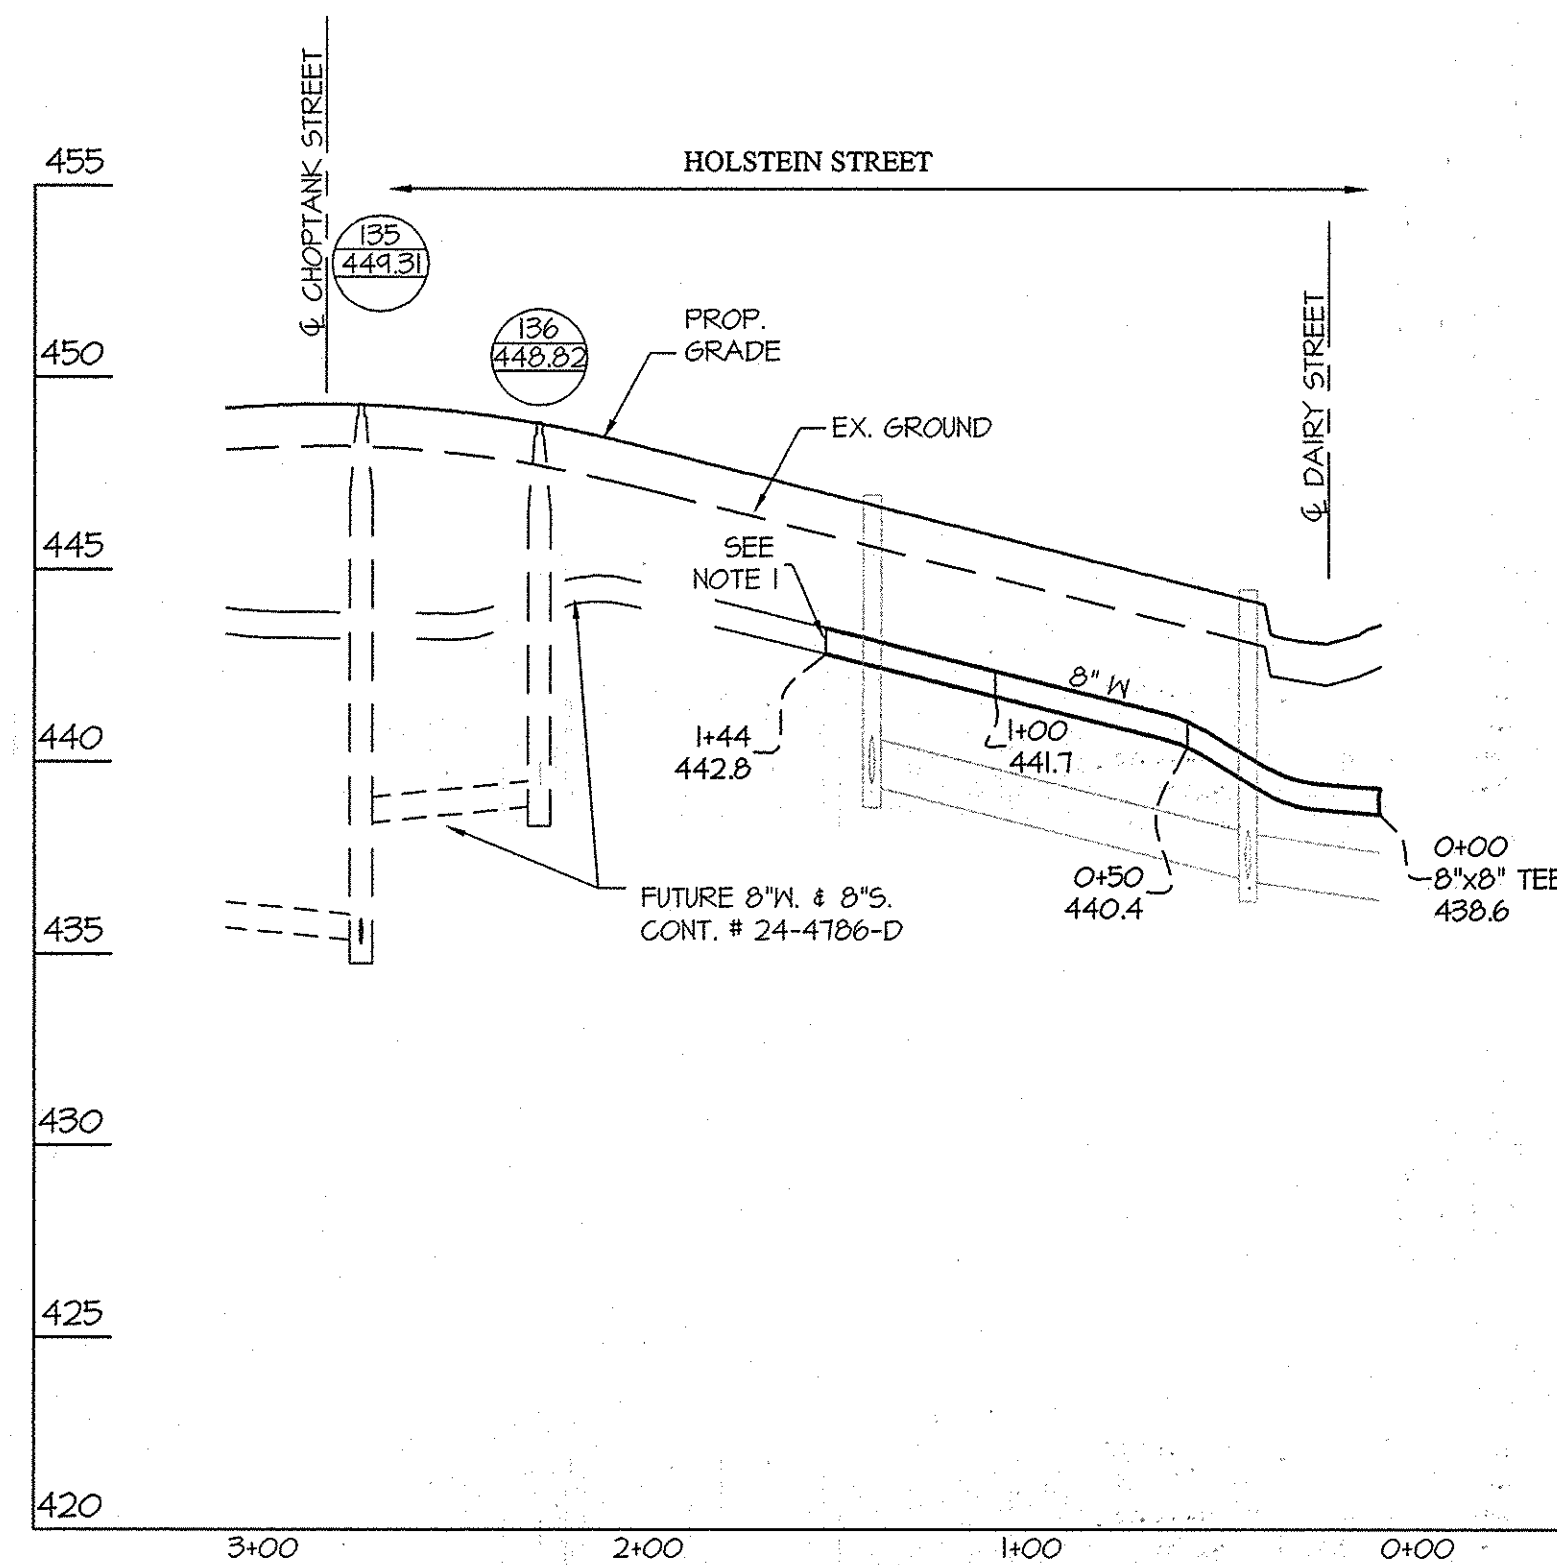 ℄ CHOPTANK STREET
HOLSTEIN STREET
℄ DAIRY STREET
135
449.31
136
448.82
PROP.
GRADE
EX. GROUND
SEE
NOTE 1
8" W
1+44
442.8
1+00
441.7
0+50
440.4
0+00
8"x8" TEE
438.6
FUTURE 8"W. & 8"S.
CONT. # 24-4786-D
455
450
445
440
435
430
425
420
3+00
2+00
1+00
0+00